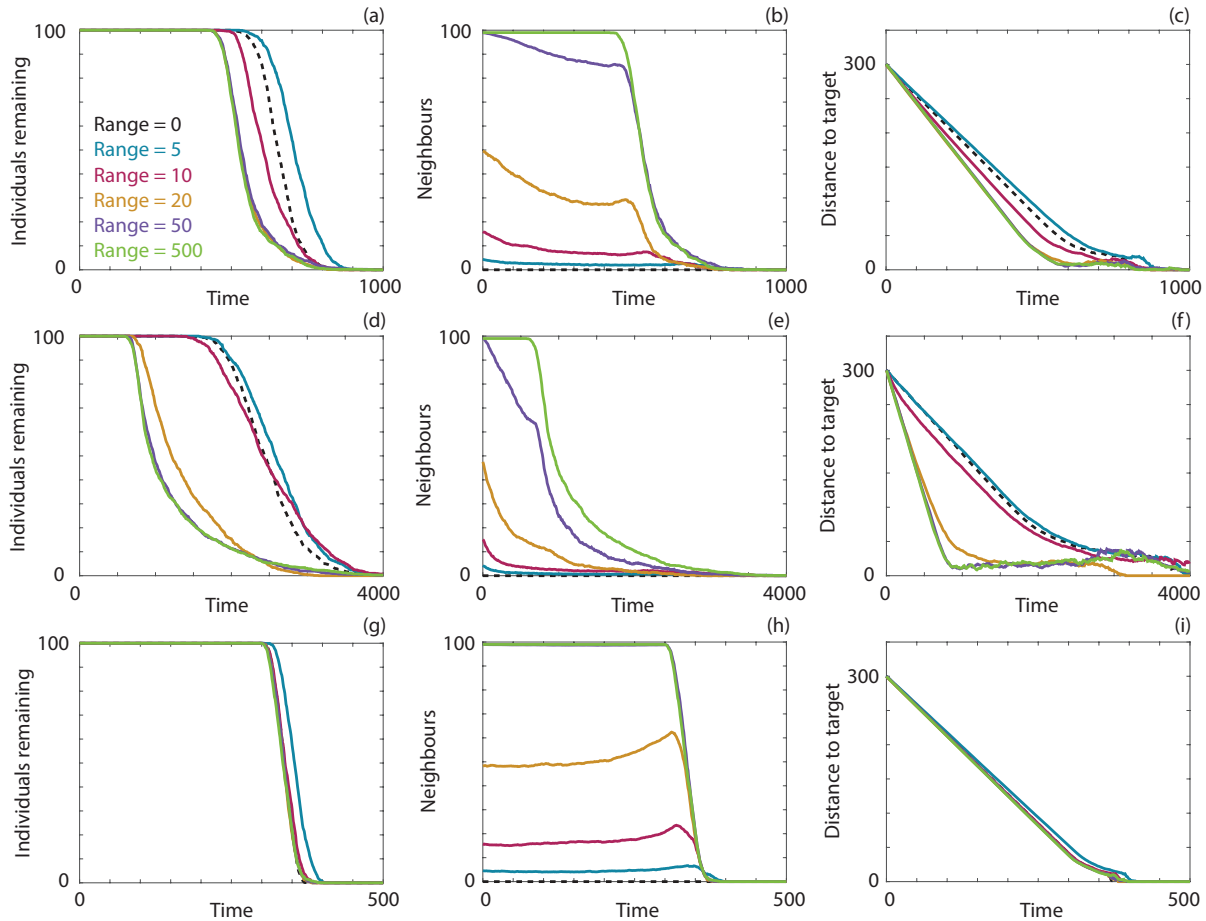 (a)
100
Individuals remaining
Range = 0
Range = 5
Range = 10
Range = 20
Range = 50
Range = 500
0
0
Time
1000
(b)
100
Neighbours
0
0
Time
1000
(c)
300
Distance to target
0
0
Time
1000
(d)
100
Individuals remaining
0
0
Time
4000
(e)
100
Neighbours
0
0
Time
4000
(f)
300
Distance to target
0
0
Time
4000
(g)
100
Individuals remaining
0
0
Time
500
(h)
100
Neighbours
0
0
Time
500
(i)
300
Distance to target
0
0
Time
500